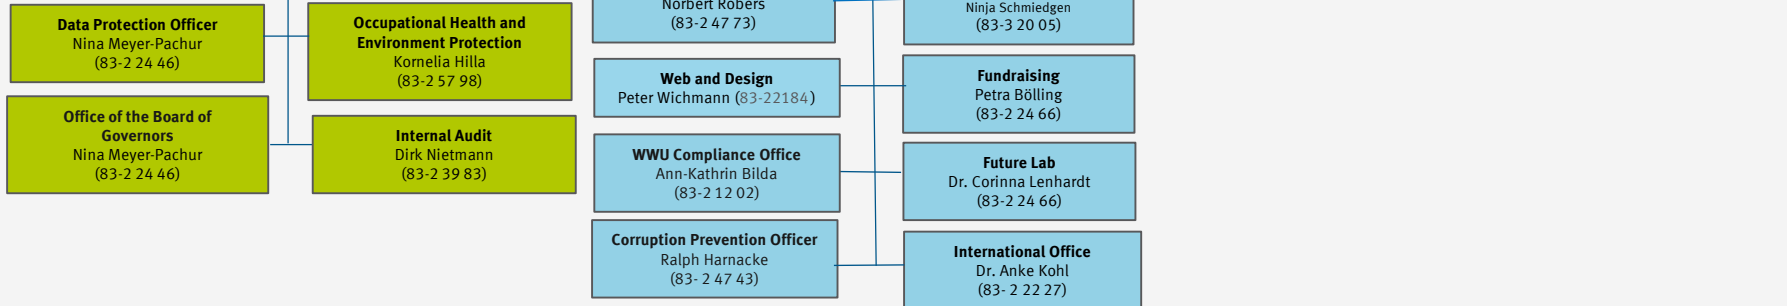 Data Protection Officer
Nina Meyer-Pachur
(83-2 24 46)
Occupational Health and
Environment Protection
Kornelia Hilla
(83-2 57 98)
Office of the Board of
Governors
Nina Meyer-Pachur
(83-2 24 46)
Internal Audit
Dirk Nietmann
(83-2 39 83)
Norbert Robers
(83-2 47 73)
Ninja Schmiedgen
(83-3 20 05)
Web and Design
Peter Wichmann (83-22184)
Fundraising
Petra Bölling
(83-2 24 66)
WWU Compliance Office
Ann-Kathrin Bilda
(83-2 12 02)
Future Lab
Dr. Corinna Lenhardt
(83-2 24 66)
Corruption Prevention Officer
Ralph Harnacke
(83- 2 47 43)
International Office
Dr. Anke Kohl
(83- 2 22 27)